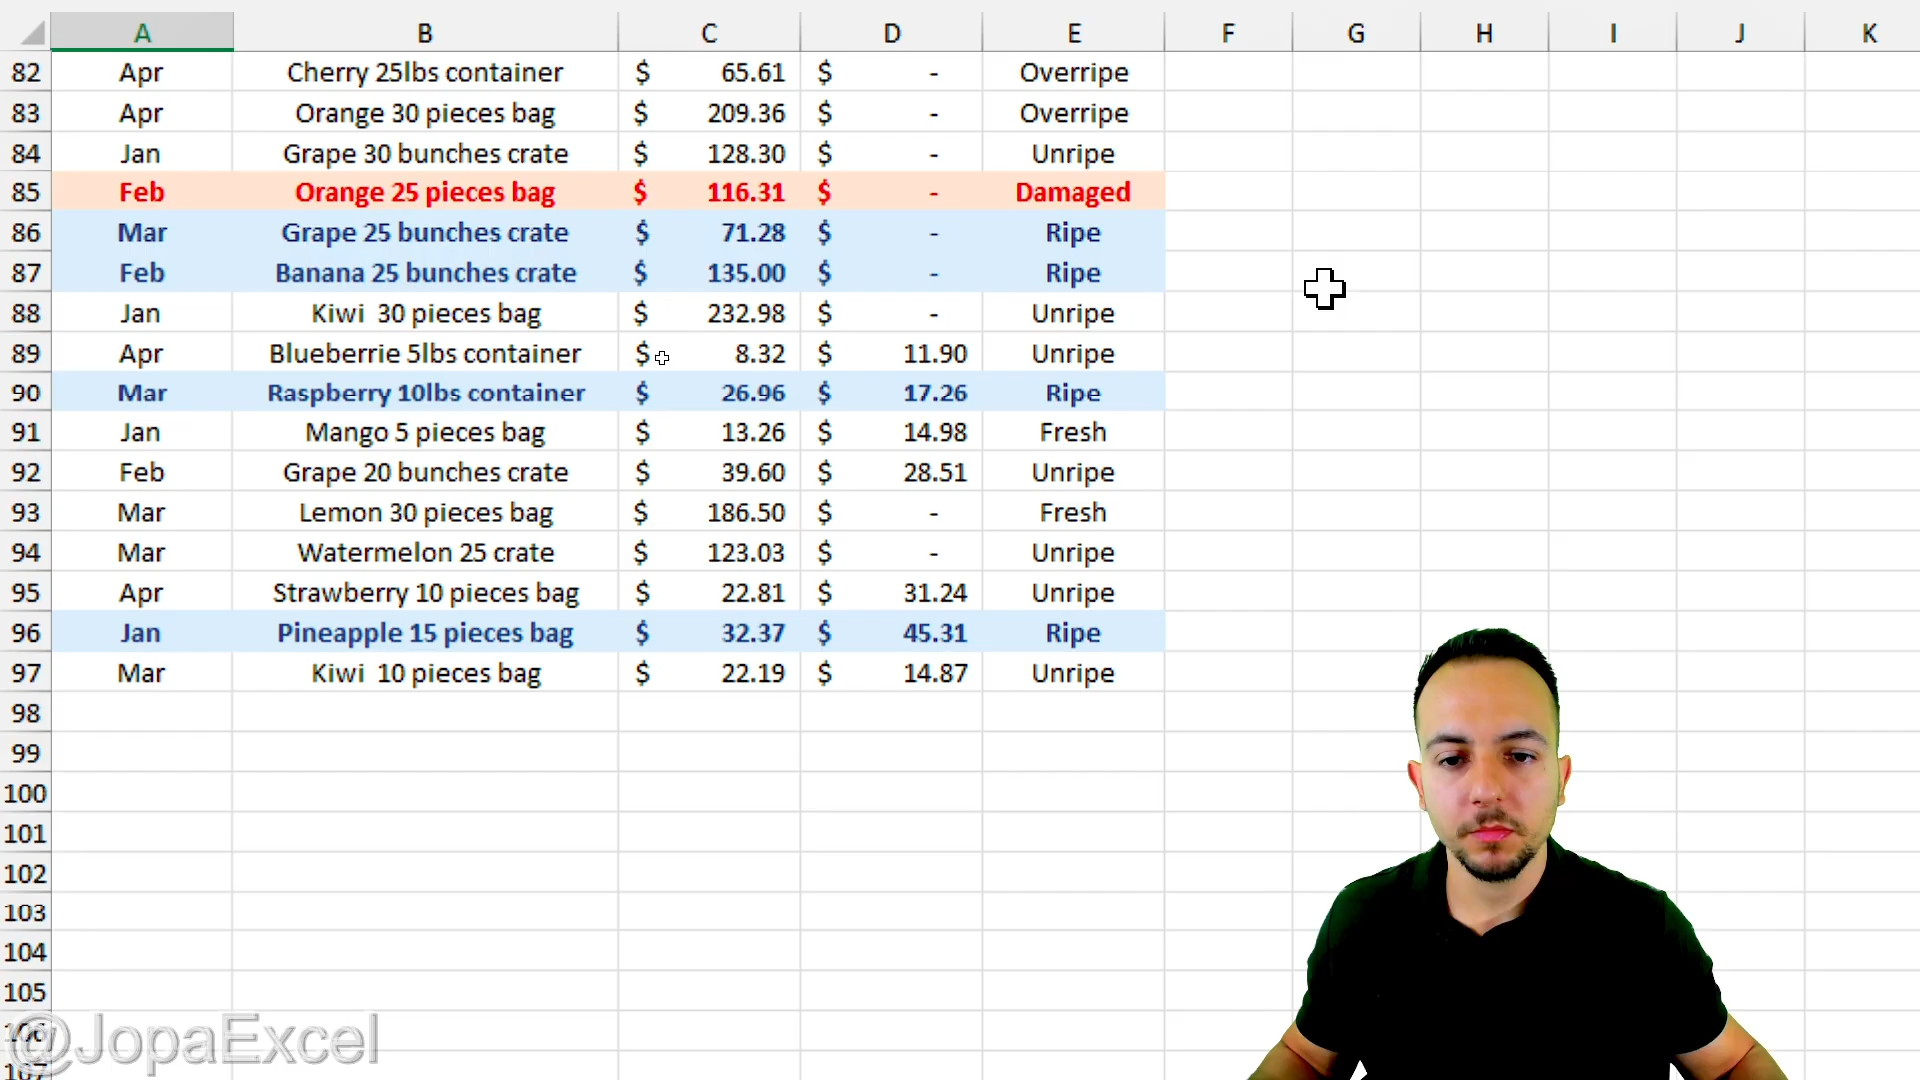 A B C D E F G H I J K
82 Apr Cherry 25lbs container $ 65.61 $ - Overripe
83 Apr Orange 30 pieces bag $ 209.36 $ - Overripe
84 Jan Grape 30 bunches crate $ 128.30 $ - Unripe
85 Feb Orange 25 pieces bag $ 116.31 $ - Damaged
86 Mar Grape 25 bunches crate $ 71.28 $ - Ripe
87 Feb Banana 25 bunches crate $ 135.00 $ - Ripe
88 Jan Kiwi  30 pieces bag $ 232.98 $ - Unripe
89 Apr Blueberrie 5lbs container $ 8.32 $ 11.90 Unripe
90 Mar Raspberry 10lbs container $ 26.96 $ 17.26 Ripe
91 Jan Mango 5 pieces bag $ 13.26 $ 14.98 Fresh
92 Feb Grape 20 bunches crate $ 39.60 $ 28.51 Unripe
93 Mar Lemon 30 pieces bag $ 186.50 $ - Fresh
94 Mar Watermelon 25 crate $ 123.03 $ - Unripe
95 Apr Strawberry 10 pieces bag $ 22.81 $ 31.24 Unripe
96 Jan Pineapple 15 pieces bag $ 32.37 $ 45.31 Ripe
97 Mar Kiwi  10 pieces bag $ 22.19 $ 14.87 Unripe
98
99
100
101
102
103
104
105
106
@JopaExcel
107